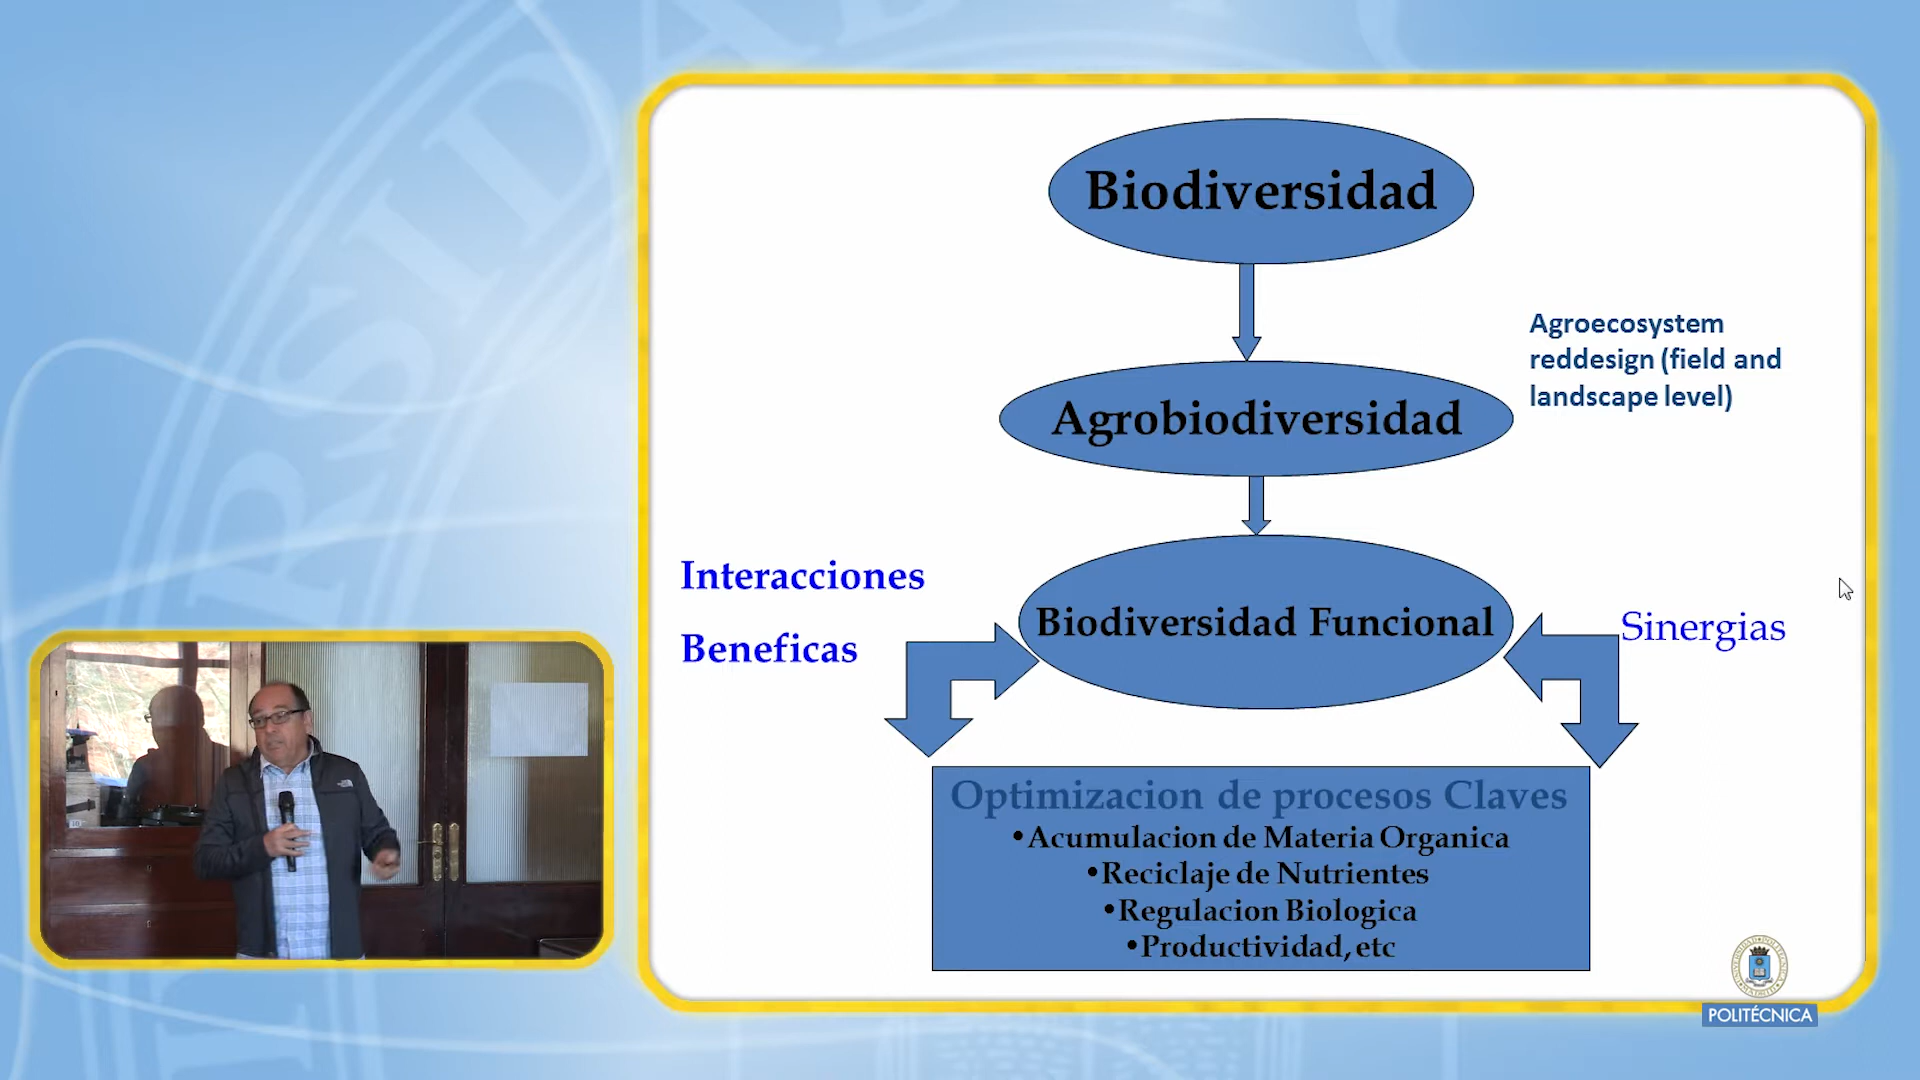 Biodiversidad
Agroecosystem
reddesign (field and
landscape level)
Agrobiodiversidad
Interacciones
Beneficas
Biodiversidad Funcional
Sinergias
Optimizacion de procesos Claves
•Acumulacion de Materia Organica
•Reciclaje de Nutrientes
•Regulacion Biologica
•Productividad, etc
POLITÉCNICA